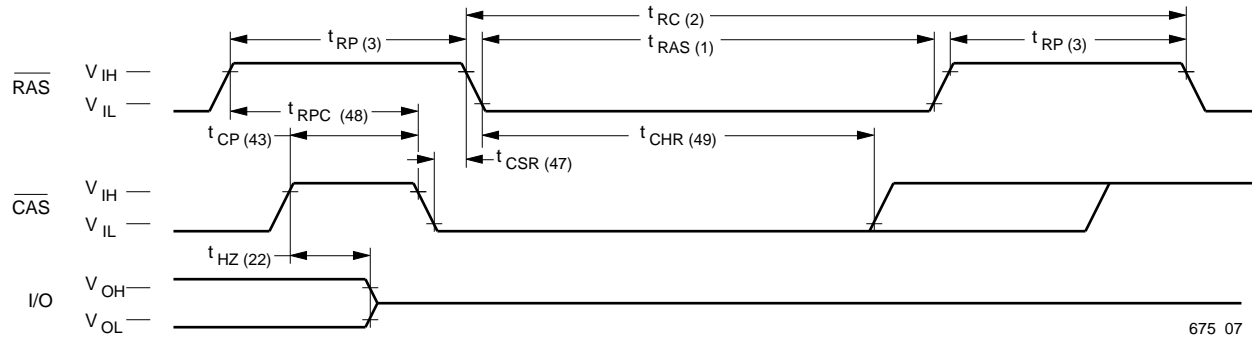 t RC (2)
t RP (3)
t RAS (1)
t RP (3)
RAS
V IH
V IL
t RPC (48)
t CP (43)
t CHR (49)
t CSR (47)
CAS
V IH
V IL
t HZ (22)
I/O
V OH
V OL
675 07